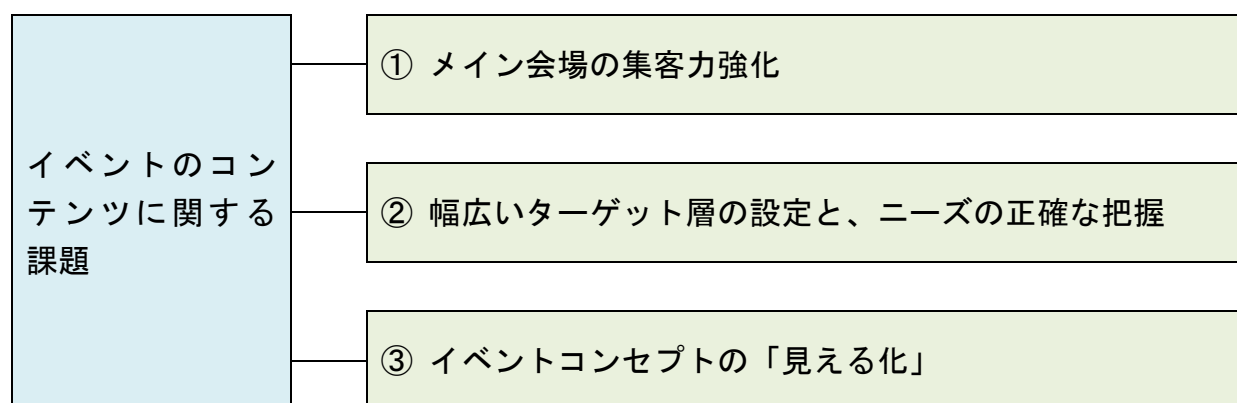 イベントのコン
テンツに関する
課題
① メイン会場の集客力強化
② 幅広いターゲット層の設定と、ニーズの正確な把握
③ イベントコンセプトの「見える化」